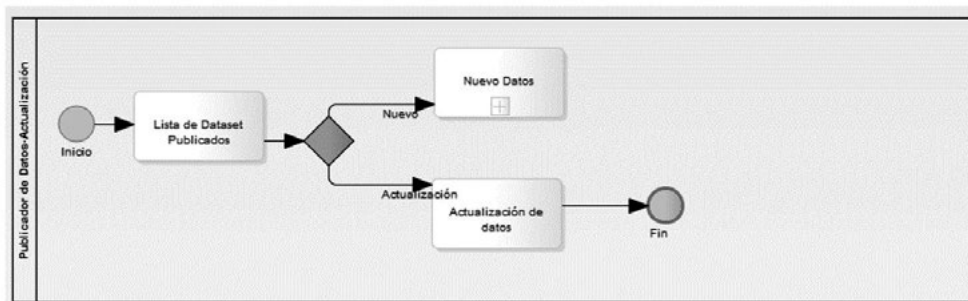 Publicador de Datos-Actualización
Inicio
Lista de Dataset
Publicados
Nuevo
Nuevo Datos
Actualización
Actualización de
datos
Fin